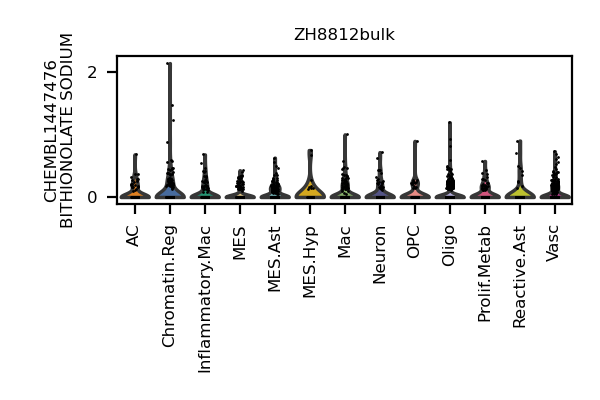 ZH8812bulk
CHEMBL1447476
BITHIONOLATE SODIUM
2
0
AC
Chromatin.Reg
Inflammatory.Mac
MES
MES.Ast
MES.Hyp
Mac
Neuron
OPC
Oligo
Prolif.Metab
Reactive.Ast
Vasc